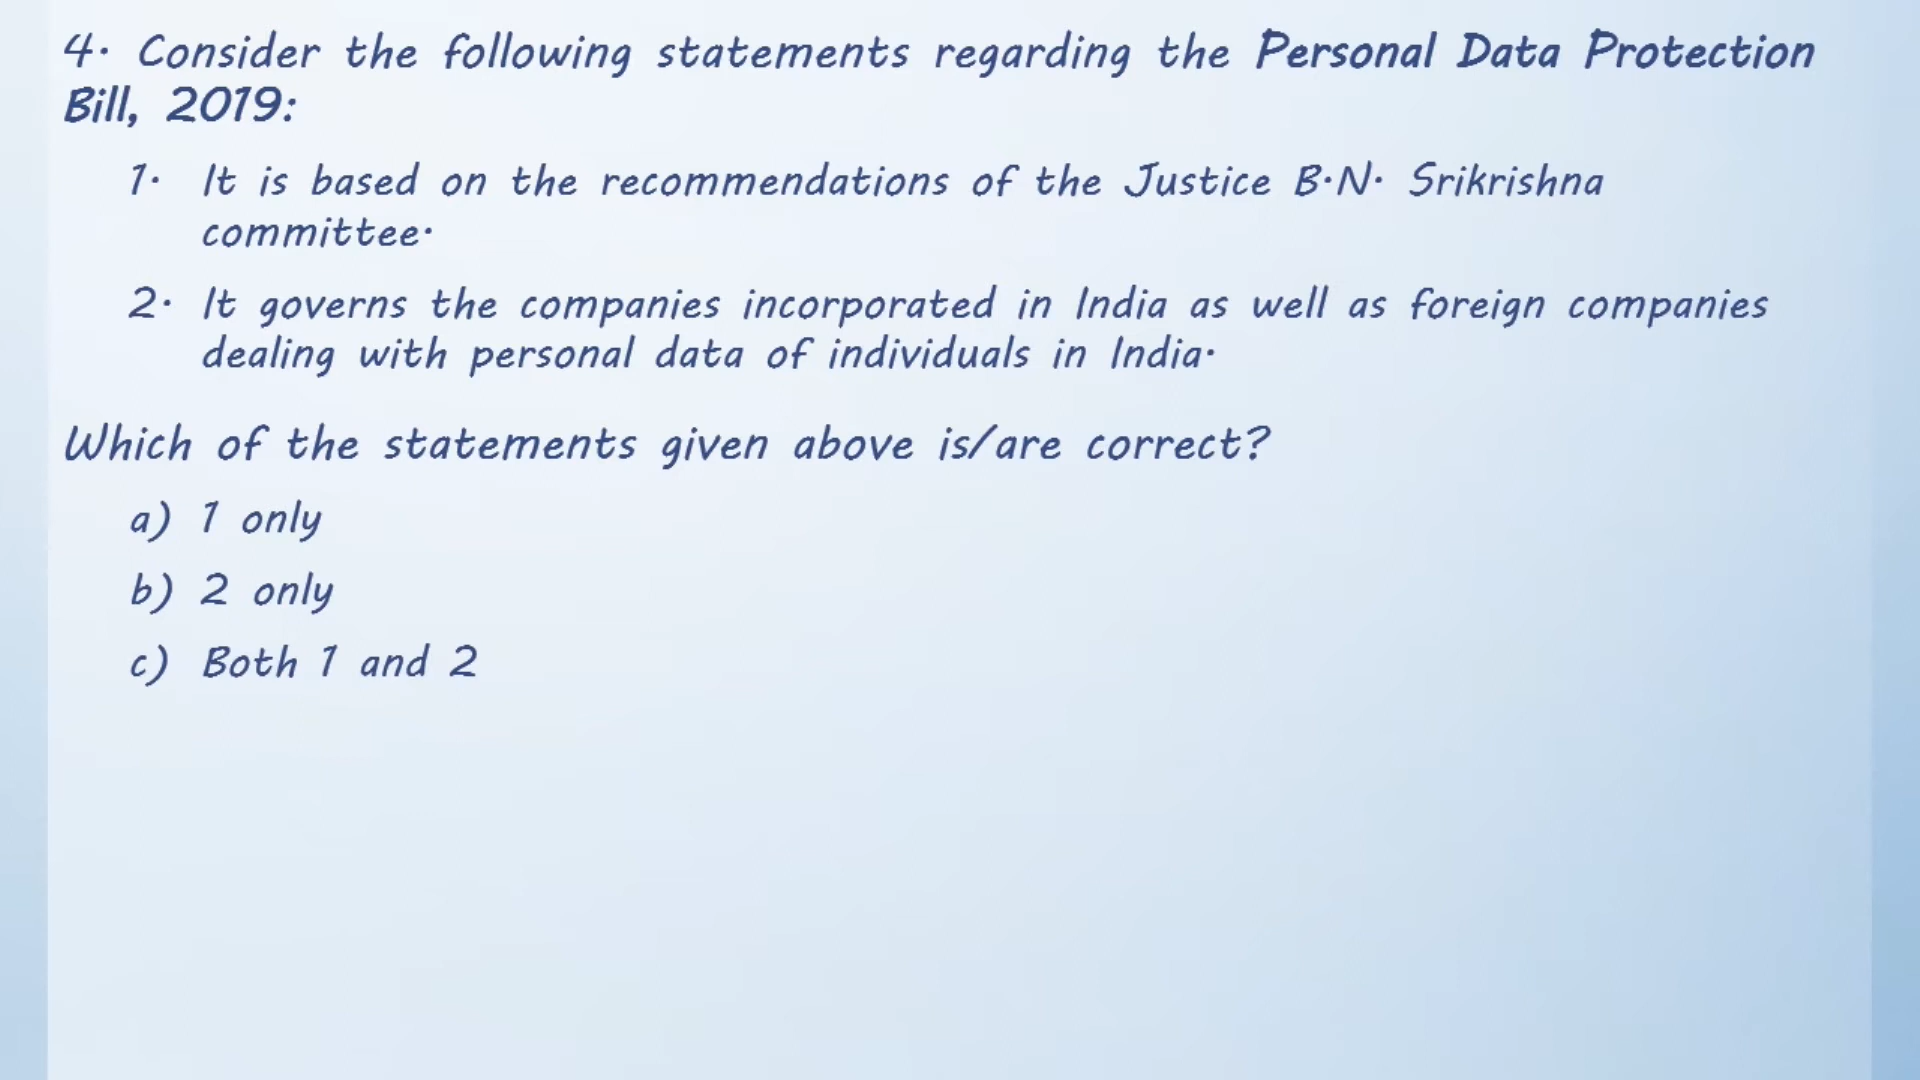 4. Consider the following statements regarding the Personal Data Protection
Bill, 2019:
1. It is based on the recommendations of the Justice B.N. Srikrishna
committee.
2. It governs the companies incorporated in India as well as foreign companies
dealing with personal data of individuals in India.
Which of the statements given above is/are correct?
a) 1 only
b) 2 only
c) Both 1 and 2